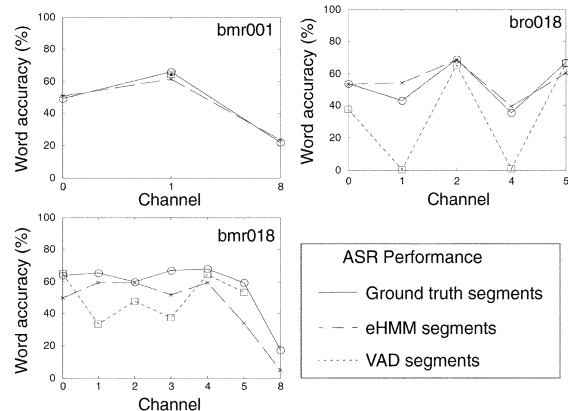 bmr001
Word accuracy (%)
100
80
60
40
20
0
0 1 8
Channel
bro018
Word accuracy (%)
100
80
60
40
20
0
0 1 2 4 5
Channel
bmr018
Word accuracy (%)
100
80
60
40
20
0
0 1 2 3 4 5 8
Channel
ASR Performance
Ground truth segments
eHMM segments
VAD segments